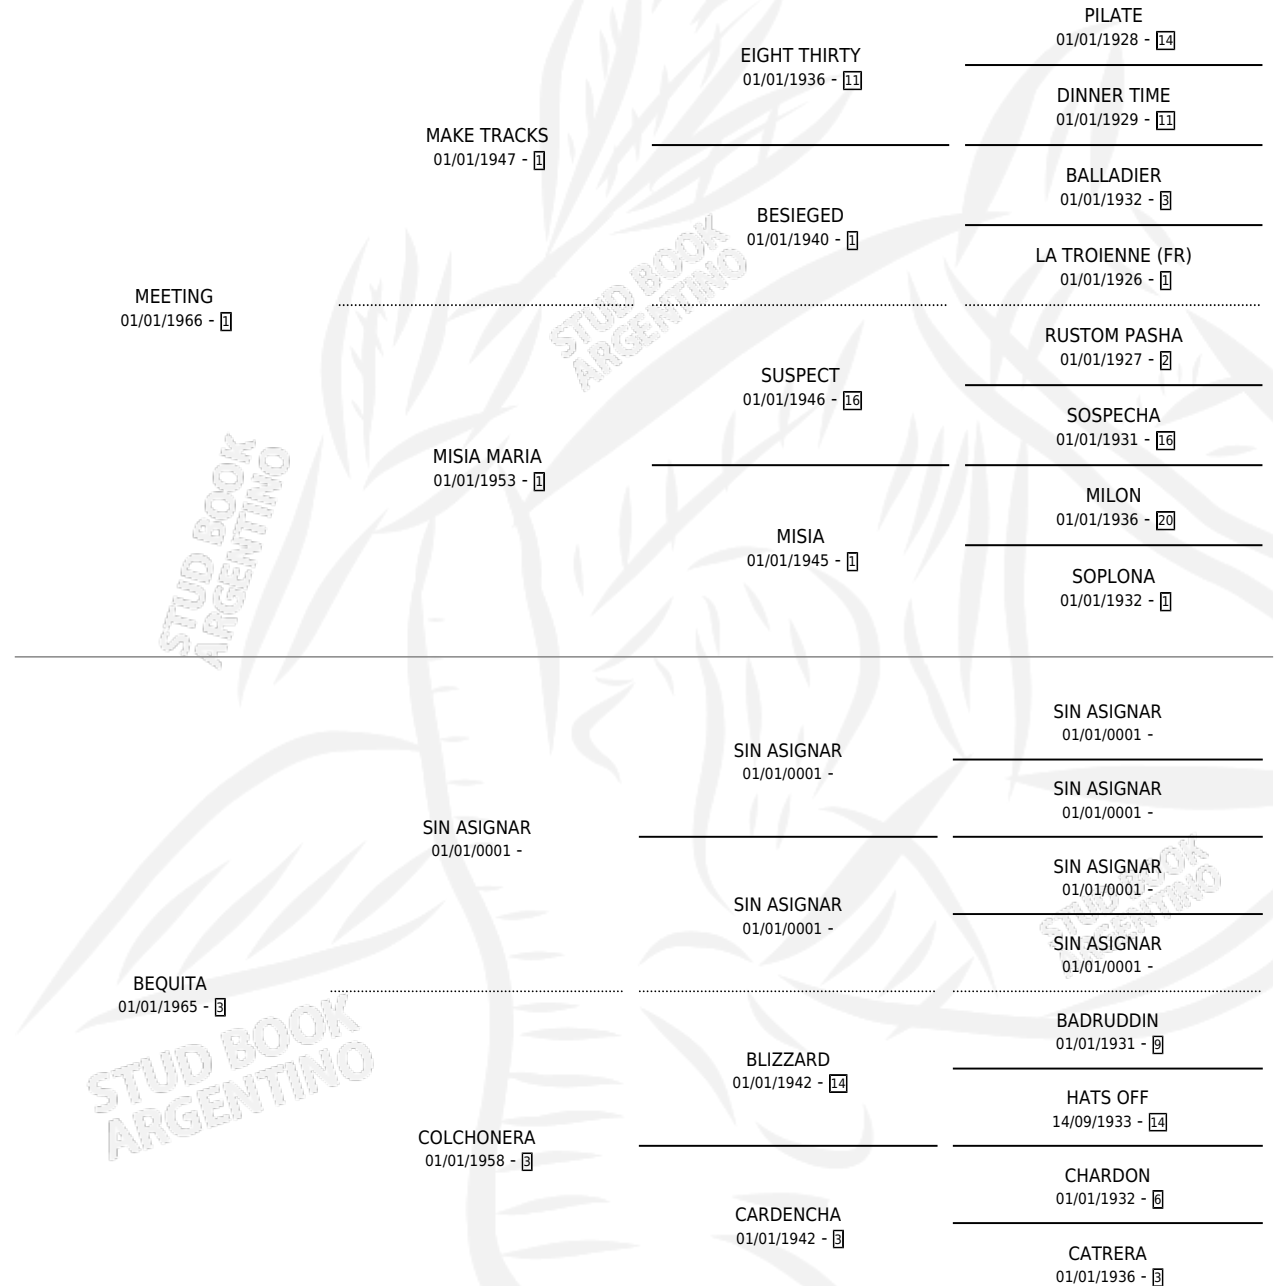 PILATE
01/01/1928 - 14
EIGHT THIRTY
01/01/1936 - 11
DINNER TIME
01/01/1929 - 11
MAKE TRACKS
01/01/1947 - 1
BALLADIER
01/01/1932 - 3
BESIEGED
01/01/1940 - 1
LA TROIENNE (FR)
01/01/1926 - 1
MEETING
01/01/1966 - 1
RUSTOM PASHA
01/01/1927 - 2
SUSPECT
01/01/1946 - 16
SOSPECHA
01/01/1931 - 16
MISIA MARIA
01/01/1953 - 1
MILON
01/01/1936 - 20
MISIA
01/01/1945 - 1
SOPLONA
01/01/1932 - 1
SIN ASIGNAR
01/01/0001 -
SIN ASIGNAR
01/01/0001 -
SIN ASIGNAR
01/01/0001 -
SIN ASIGNAR
01/01/0001 -
SIN ASIGNAR
01/01/0001 -
SIN ASIGNAR
01/01/0001 -
SIN ASIGNAR
01/01/0001 -
BEQUITA
01/01/1965 - 3
BADRUDDIN
01/01/1931 - 9
BLIZZARD
01/01/1942 - 14
HATS OFF
14/09/1933 - 14
COLCHONERA
01/01/1958 - 3
CHARDON
01/01/1932 - 6
CARDENCHA
01/01/1942 - 3
CATRERA
01/01/1936 - 3
STUD BOOK
ARGENTINO
STUD BOOK
ARGENTINO
STUD BOOK
ARGENTINO
STUD BOOK
ARGENTINO